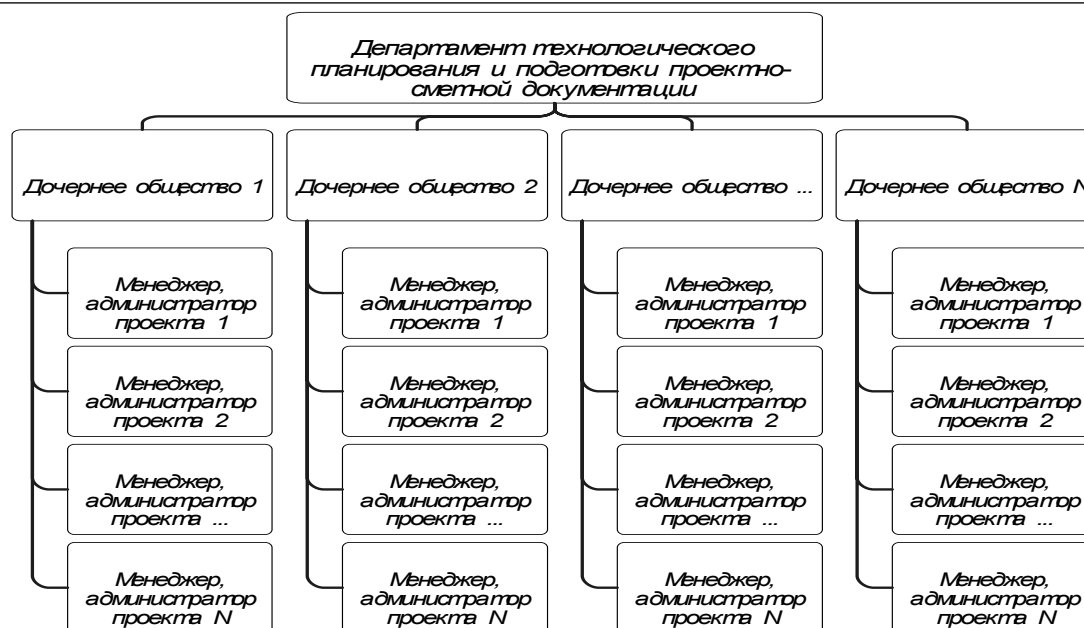 Департамент технологического
планирования и подготовки проектно-
сметной документации
Дочернее общество 1
Дочернее общество 2
Дочернее общество ...
Дочернее общество N
Менеджер,
администратор
проекта 1
Менеджер,
администратор
проекта 1
Менеджер,
администратор
проекта 1
Менеджер,
администратор
проекта 1
Менеджер,
администратор
проекта 2
Менеджер,
администратор
проекта 2
Менеджер,
администратор
проекта 2
Менеджер,
администратор
проекта 2
Менеджер,
администратор
проекта ...
Менеджер,
администратор
проекта ...
Менеджер,
администратор
проекта ...
Менеджер,
администратор
проекта ...
Менеджер,
администратор
проекта N
Менеджер,
администратор
проекта N
Менеджер,
администратор
проекта N
Менеджер,
администратор
проекта N